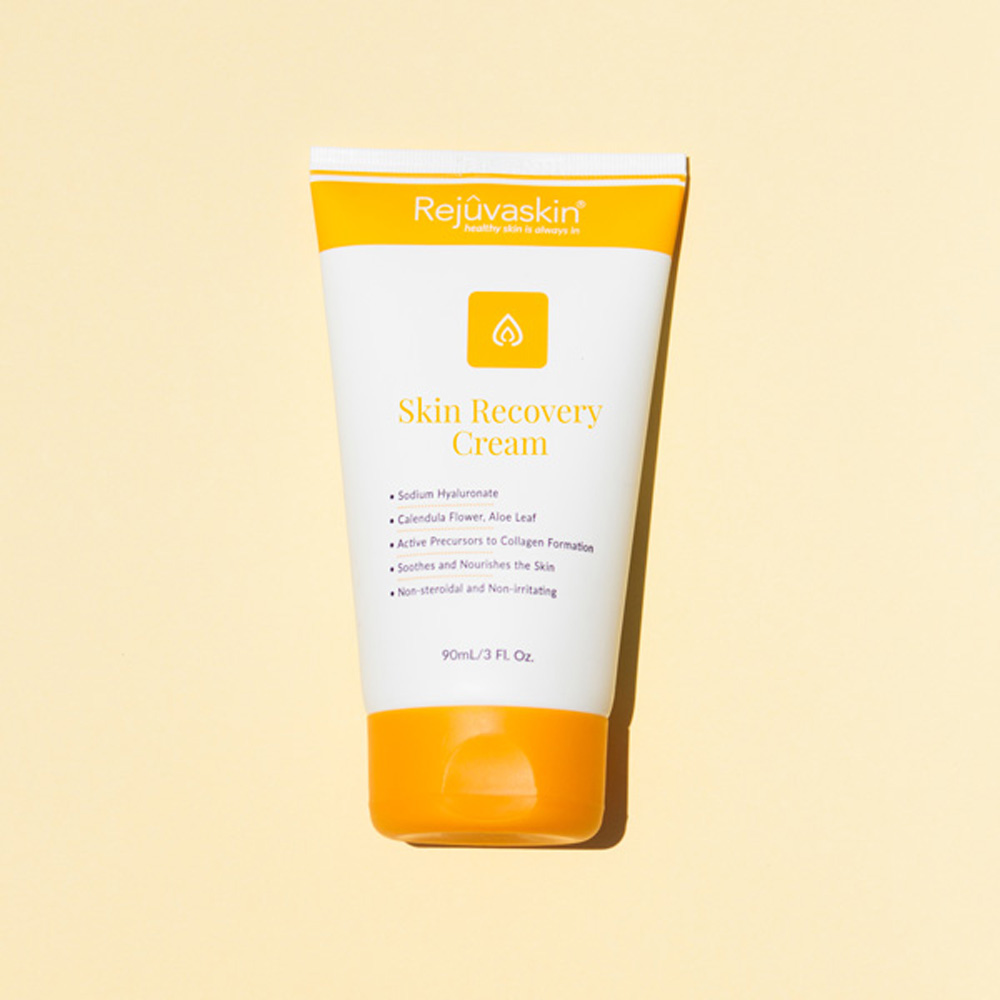 Rejûvaskin®
healthy skin is always in
Skin Recovery
Cream
• Sodium Hyaluronate
• Calendula Flower, Aloe Leaf
• Active Precursors to Collagen Formation
• Soothes and Nourishes the Skin
• Non-steroidal and Non-irritating
90mL/3 Fl. Oz.